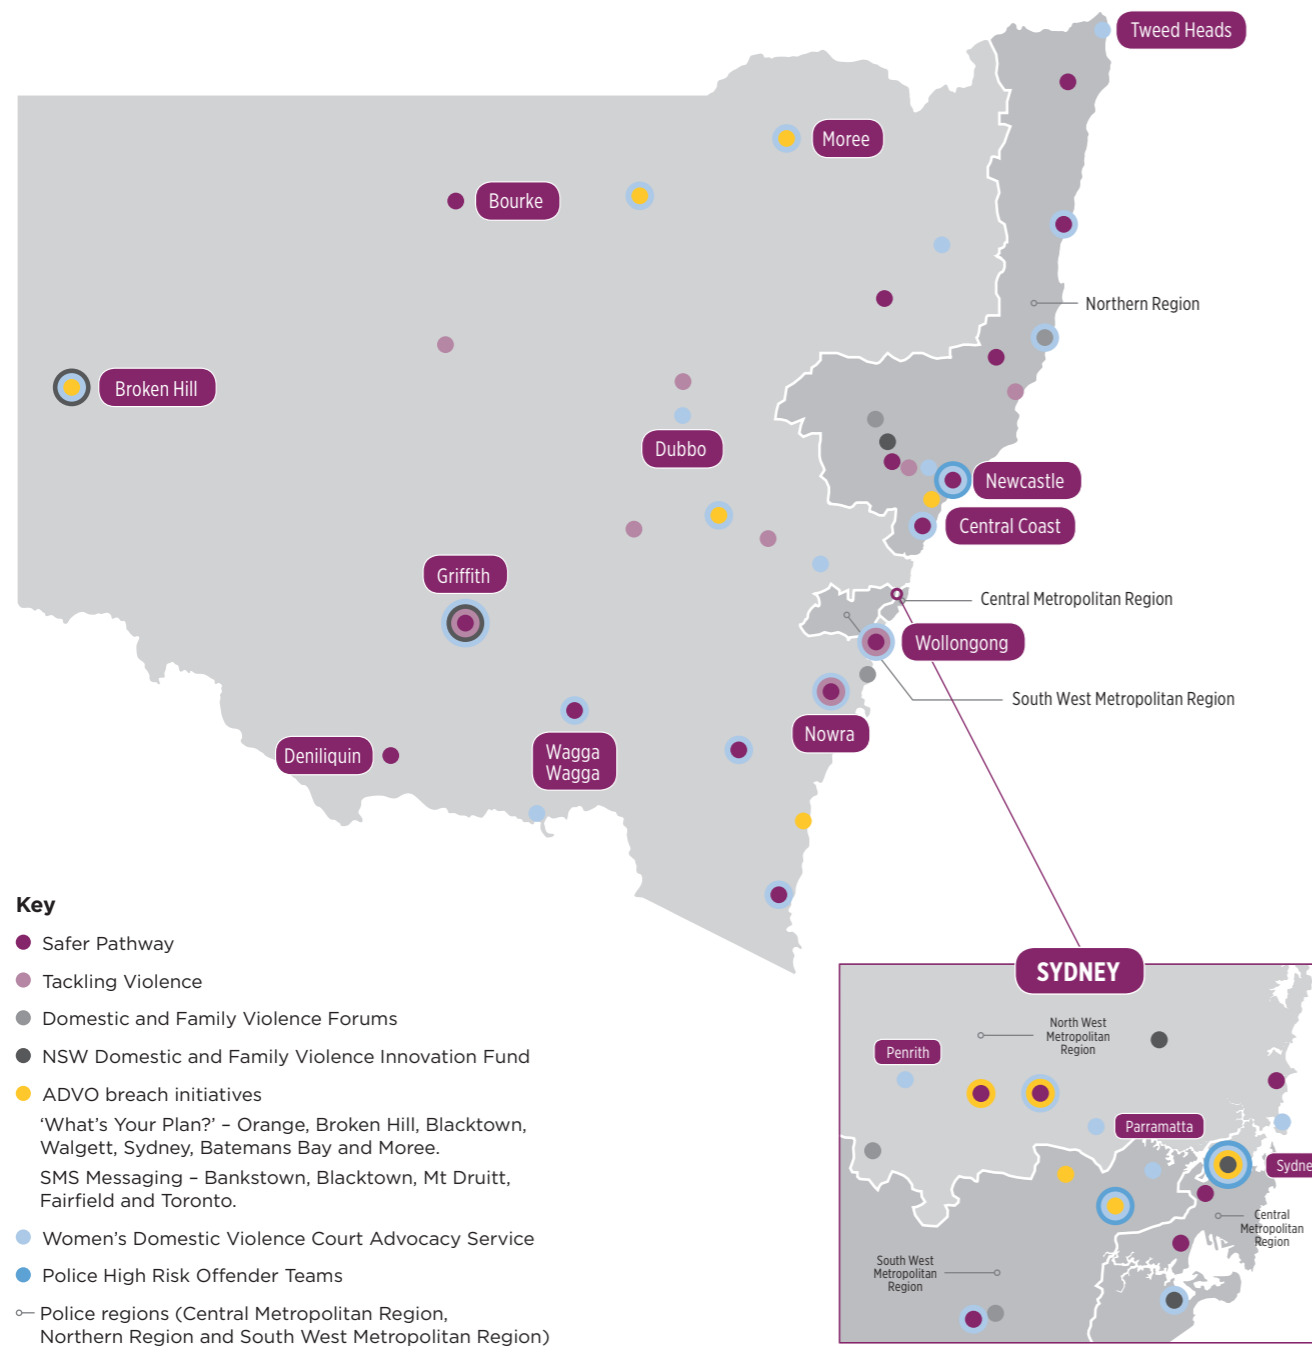 Tweed Heads
Moree
Bourke
Northern Region
Broken Hill
Dubbo
Newcastle
Central Coast
Griffith
Central Metropolitan Region
Wollongong
South West Metropolitan Region
Nowra
Deniliquin
Wagga
Wagga
Key
Safer Pathway
Tackling Violence
Domestic and Family Violence Forums
NSW Domestic and Family Violence Innovation Fund
ADVO breach initiatives
‘What’s Your Plan?’ – Orange, Broken Hill, Blacktown,
Walgett, Sydney, Batemans Bay and Moree.
SMS Messaging – Bankstown, Blacktown, Mt Druitt,
Fairfield and Toronto.
Women’s Domestic Violence Court Advocacy Service
Police High Risk Offender Teams
Police regions (Central Metropolitan Region,
Northern Region and South West Metropolitan Region)
SYDNEY
North West
Metropolitan
Region
Penrith
Parramatta
Sydne
Central
Metropolitan
Region
South West
Metropolitan
Region